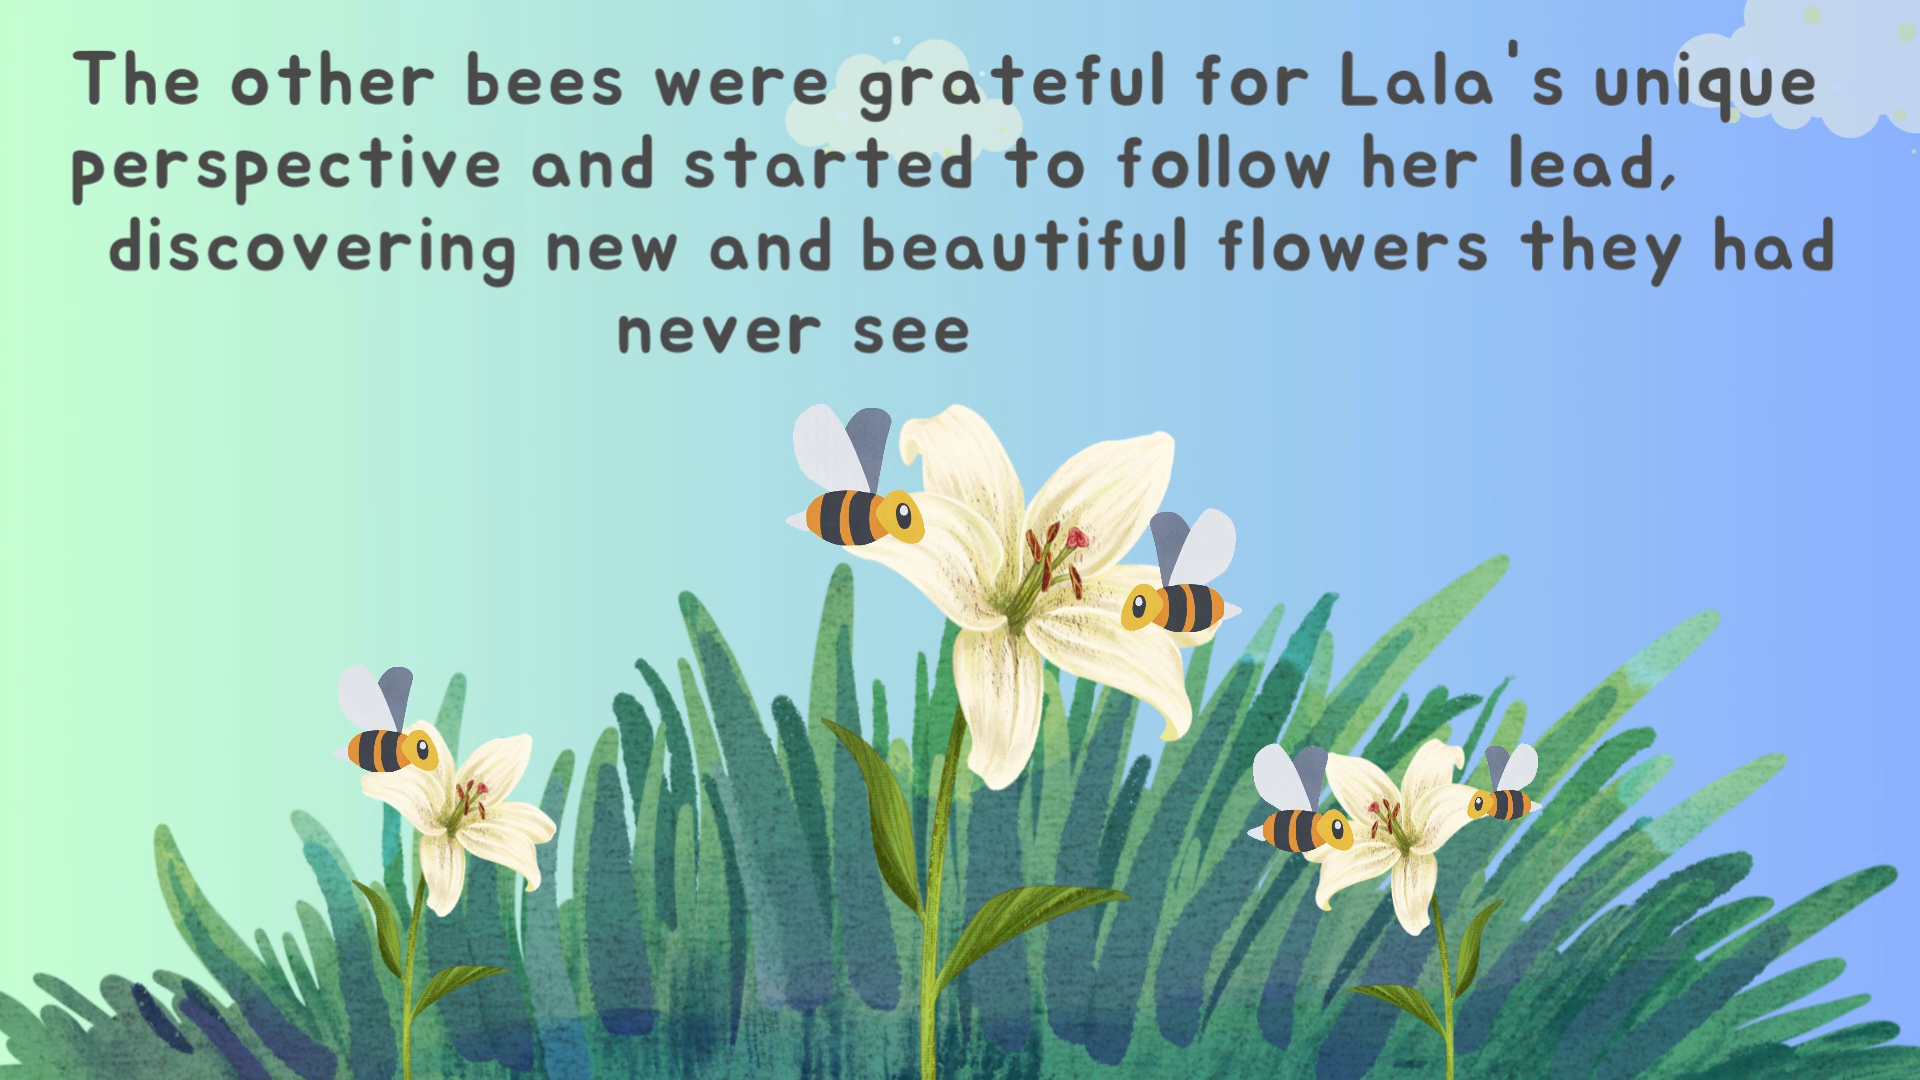 The other bees were grateful for Lala's unique
perspective and started to follow her lead,
discovering new and beautiful flowers they had
never see